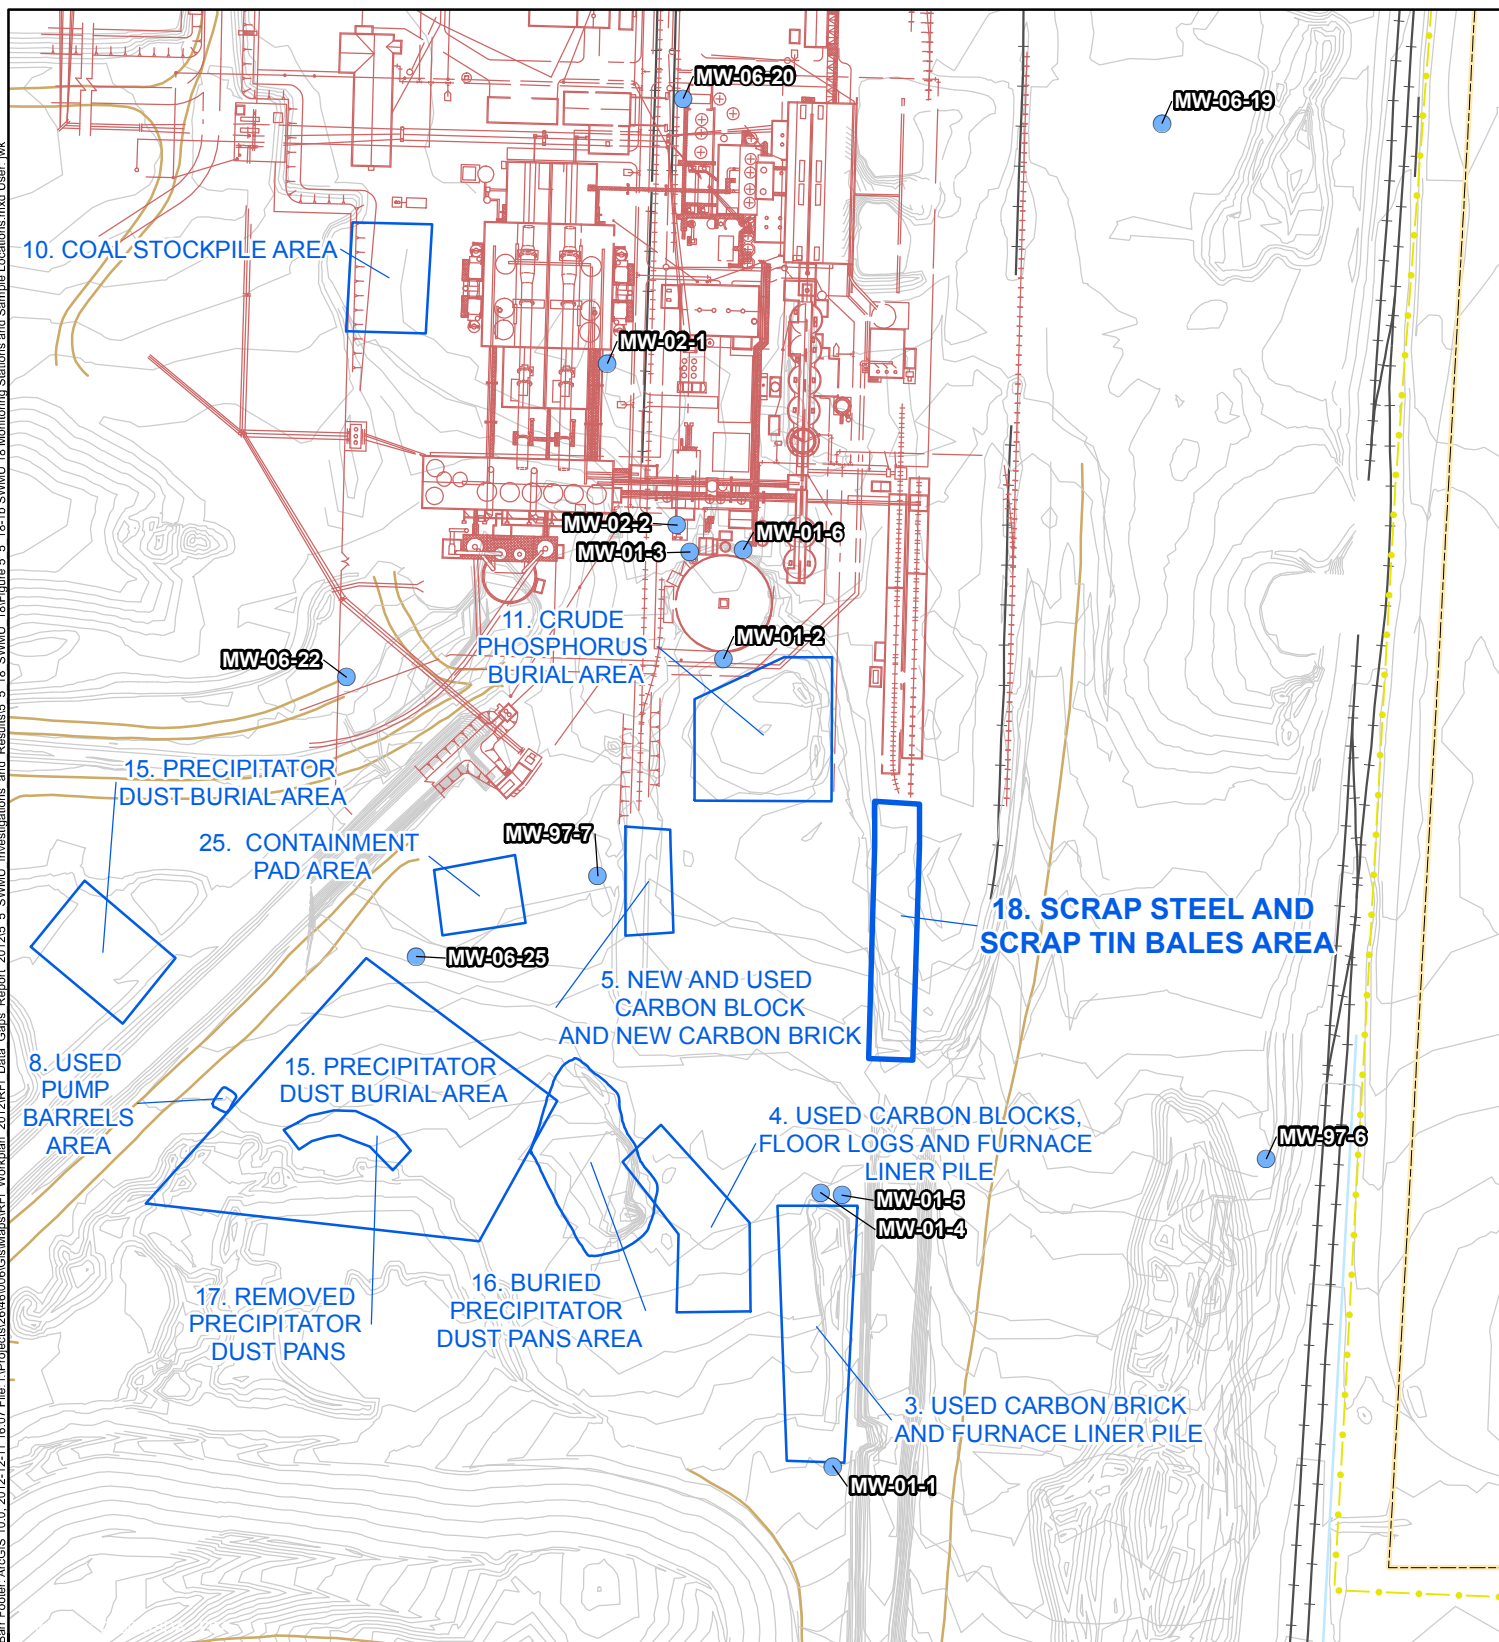 MW-06-20
MW-06-19
10. COAL STOCKPILE AREA
MW-02-1
MW-02-2
MW-01-6
MW-01-3
11. CRUDE
PHOSPHORUS
BURIAL AREA
MW-01-2
MW-06-22
15. PRECIPITATOR
DUST BURIAL AREA
25. CONTAINMENT
PAD AREA
MW-97-7
18. SCRAP STEEL AND
SCRAP TIN BALES AREA
MW-06-25
5. NEW AND USED
CARBON BLOCK
AND NEW CARBON BRICK
8. USED
PUMP
BARRELS
AREA
15. PRECIPITATOR
DUST BURIAL AREA
4. USED CARBON BLOCKS,
FLOOR LOGS AND FURNACE
LINER PILE
MW-97-6
MW-01-5
MW-01-4
17. REMOVED
PRECIPITATOR
DUST PANS
16. BURIED
PRECIPITATOR
DUST PANS AREA
3. USED CARBON BRICK
AND FURNACE LINER PILE
MW-01-1